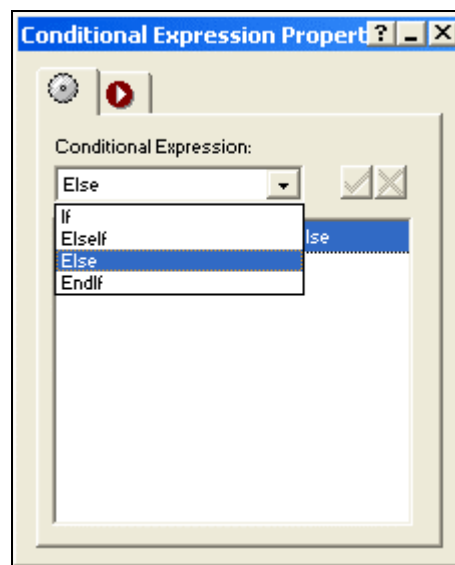 Conditional Expression Propert ?
Conditional Expression:
Else
If
ElseIf
Else
EndIf
lse